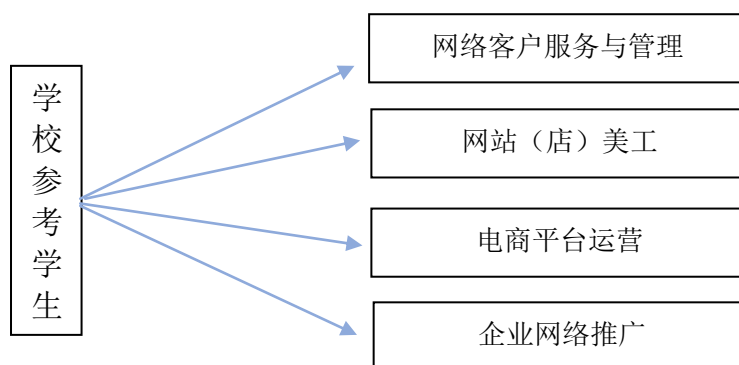 学校参考学生
网络客户服务与管理
网站（店）美工
电商平台运营
企业网络推广